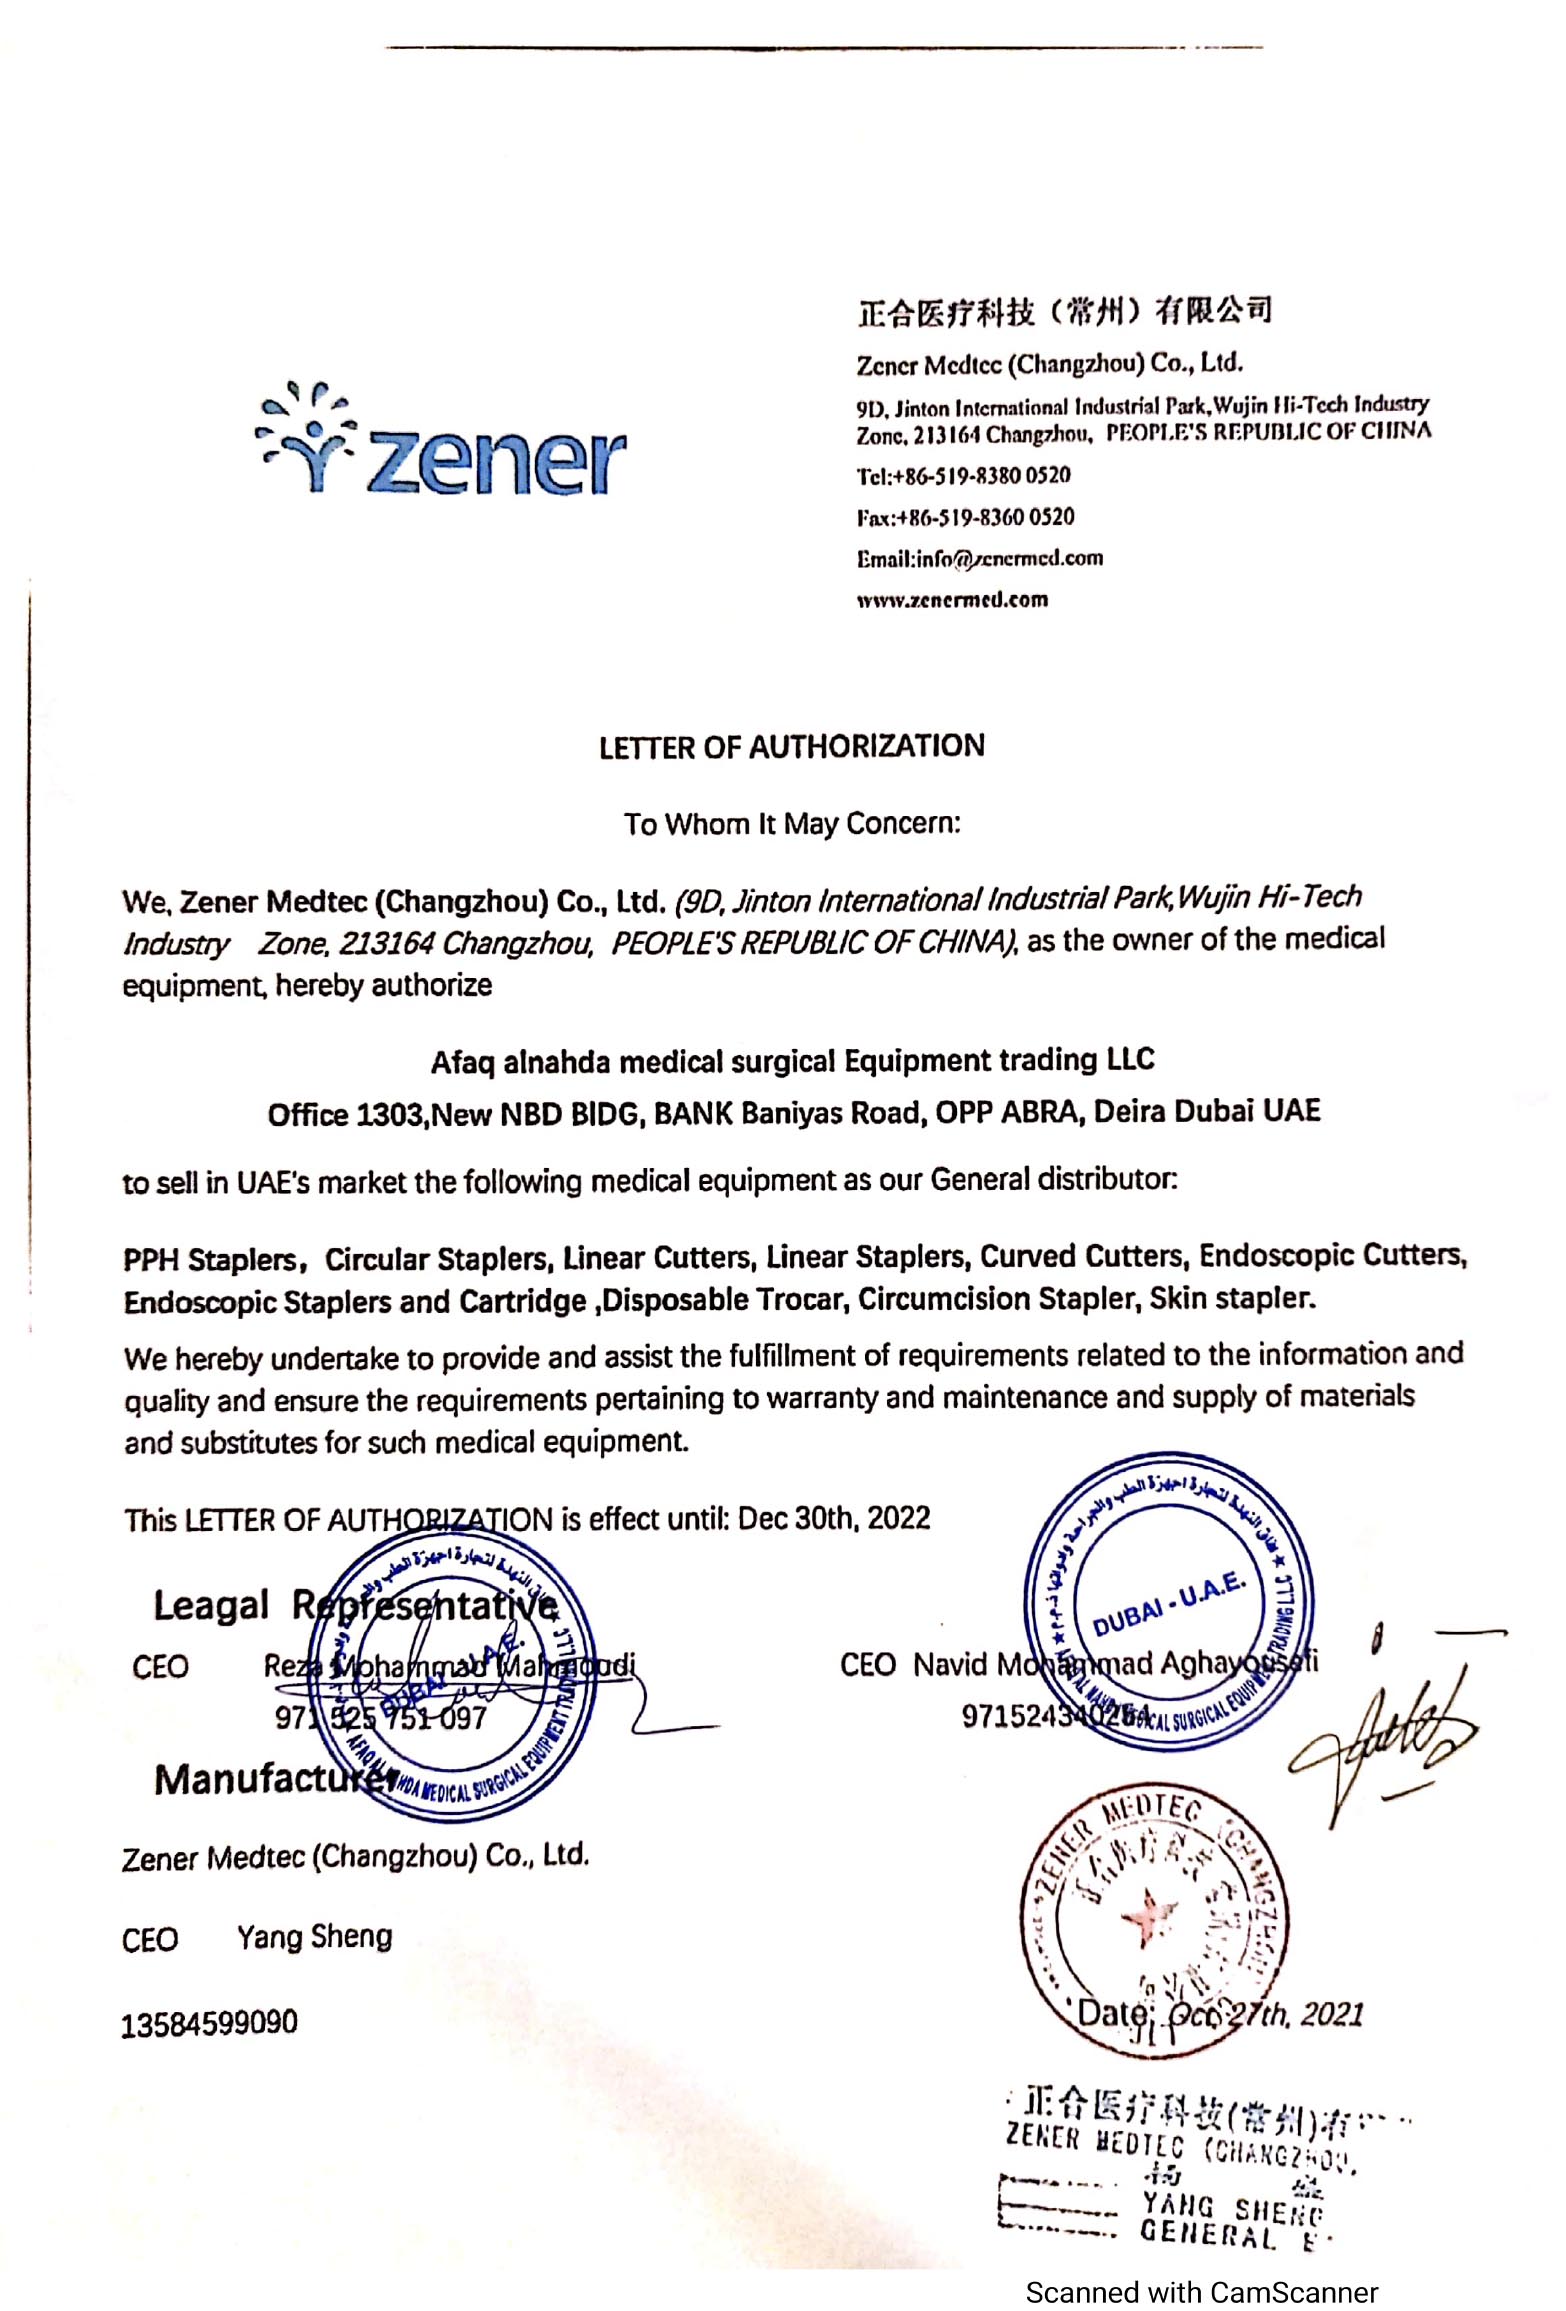 zener
正合医疗科技（常州）有限公司
Zener Medtec (Changzhou) Co., Ltd.
9D, Jinton International Industrial Park,Wujin Hi-Tech Industry
Zone, 213164 Changzhou, PEOPLE'S REPUBLIC OF CHINA
Tel:+86-519-8380 0520
Fax:+86-519-8360 0520
Email:info@zenermed.com
www.zenermed.com
LETTER OF AUTHORIZATION
To Whom It May Concern:
We, Zener Medtec (Changzhou) Co., Ltd. (9D, Jinton International Industrial Park,Wujin Hi-Tech
Industry Zone, 213164 Changzhou, PEOPLE'S REPUBLIC OF CHINA), as the owner of the medical
equipment, hereby authorize
Afaq alnahda medical surgical Equipment trading LLC
Office 1303,New NBD BIDG, BANK Baniyas Road, OPP ABRA, Deira Dubai UAE
to sell in UAE's market the following medical equipment as our General distributor:
PPH Staplers, Circular Staplers, Linear Cutters, Linear Staplers, Curved Cutters, Endoscopic Cutters,
Endoscopic Staplers and Cartridge ,Disposable Trocar, Circumcision Stapler, Skin stapler.
We hereby undertake to provide and assist the fulfillment of requirements related to the information and
quality and ensure the requirements pertaining to warranty and maintenance and supply of materials
and substitutes for such medical equipment.
This LETTER OF AUTHORIZATION is effect until: Dec 30th, 2022
Leagal Representative
CEO Reza Mohammad Mahmoudi
971 525 751 097
CEO Navid Mohammad Aghayousefi
DUBAI - U.A.E.
DUBAI - U.A.E.
AFAQ AL NAHDA MEDICAL SURGICAL EQUIPMENT TRADING L.L.C
Manufacturer
Zener Medtec (Changzhou) Co., Ltd.
CEO Yang Sheng
13584599090
ZENER MEDTEC (CHANGZHOU)
Date: Oct 27th, 2021
正合医疗科技(常州)有
ZENER MEDTEC (CHANGZHOU,
YANG SHENG
GENERAL
Scanned with CamScanner